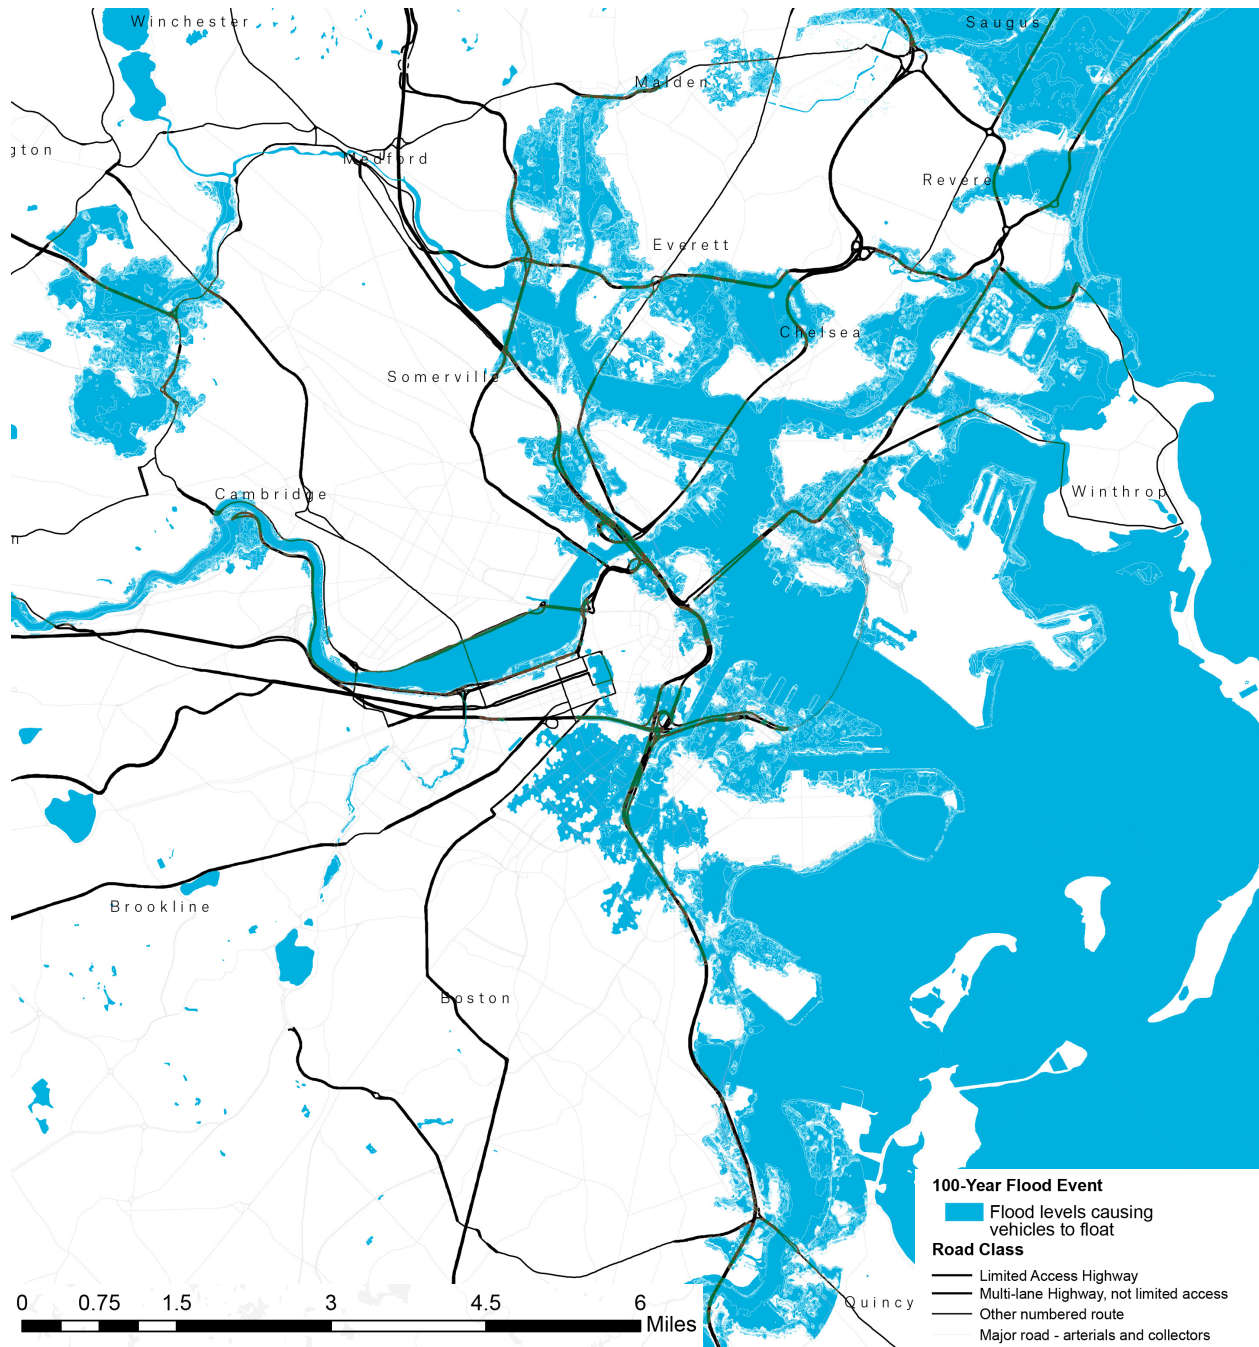 Winchester
Saugus
Malden
gton
Medford
Revere
Everett
Chelsea
Somerville
Cambridge
Winthrop
n
Brookline
Boston
100-Year Flood Event
Flood levels causing
vehicles to float
Road Class
Limited Access Highway
Multi-lane Highway, not limited access
Other numbered route
Major road - arterials and collectors
Quincy
0 0.75 1.5 3 4.5 6
Miles